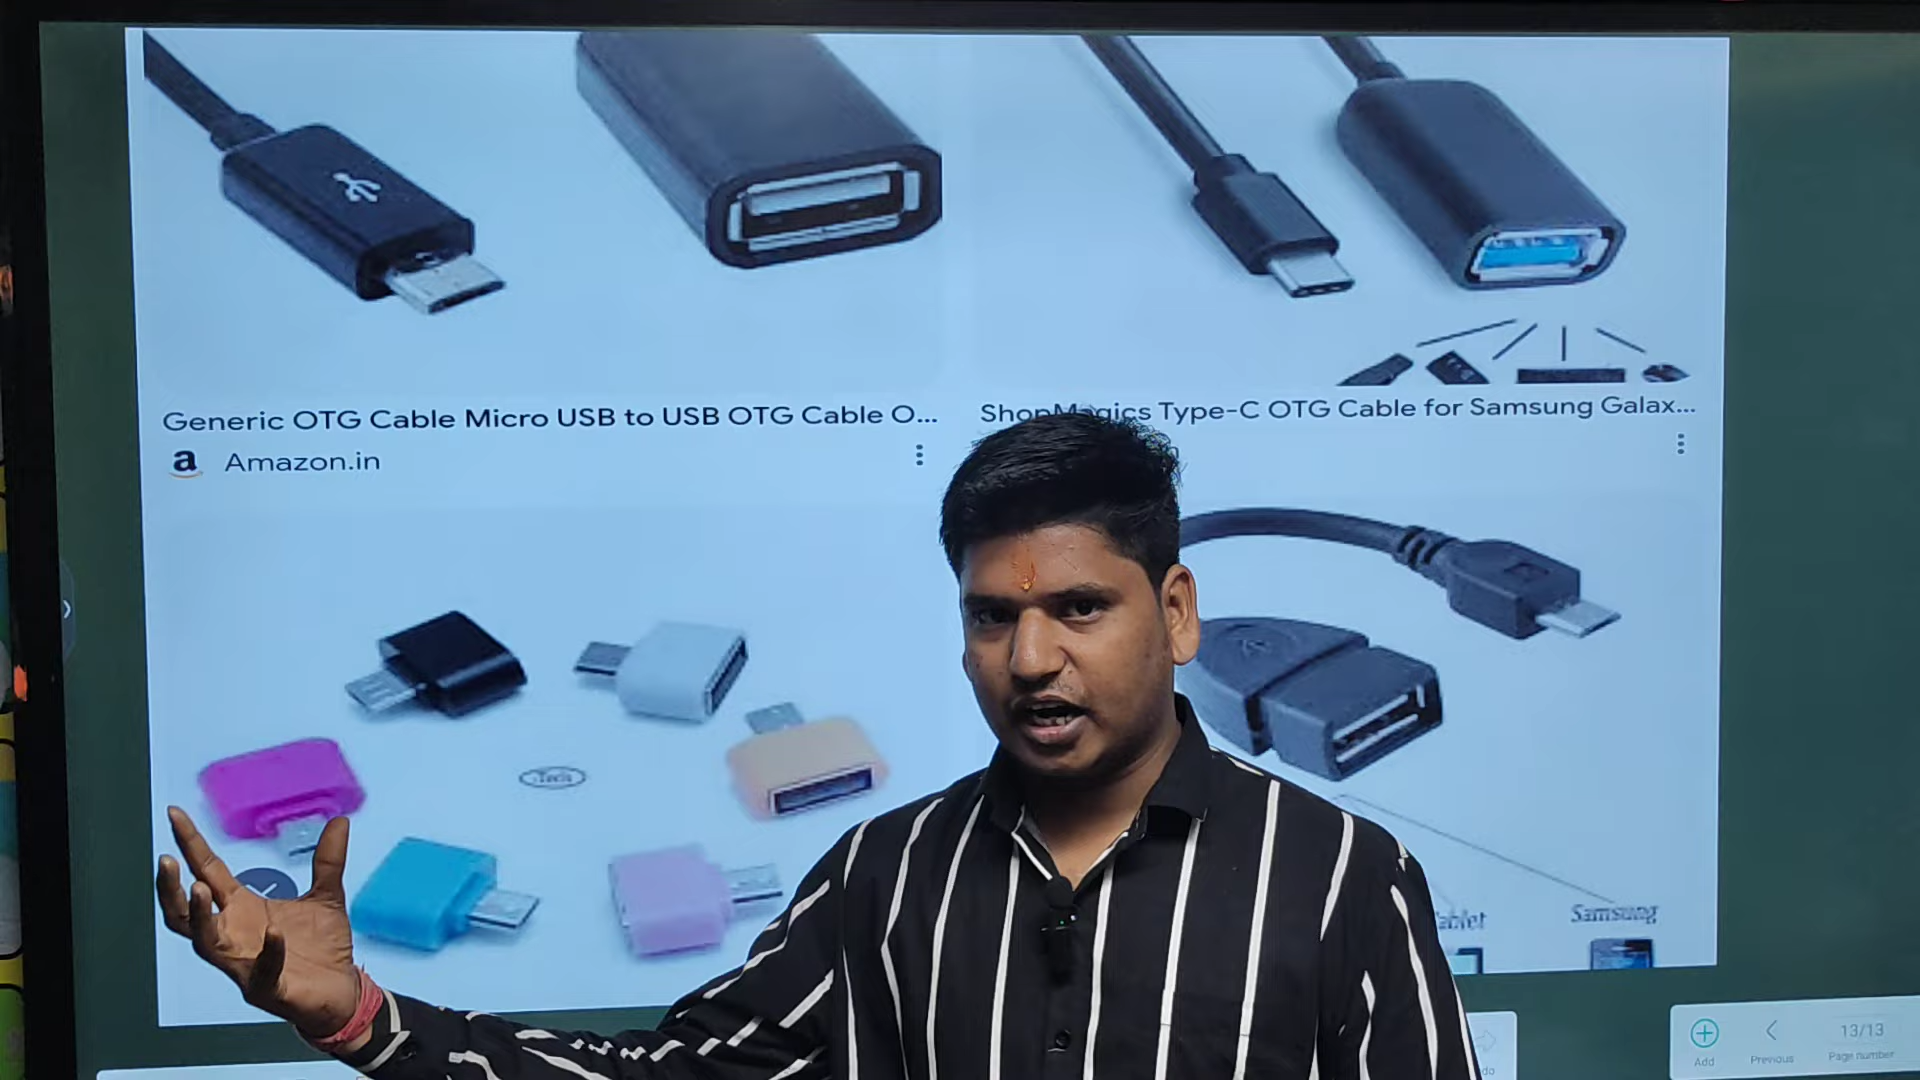 Generic OTG Cable Micro USB to USB OTG Cable O...
ShopMagics Type-C OTG Cable for Samsung Galax...
a Amazon.in
Tech
Samsung
Add
Previous
13/13
Page number